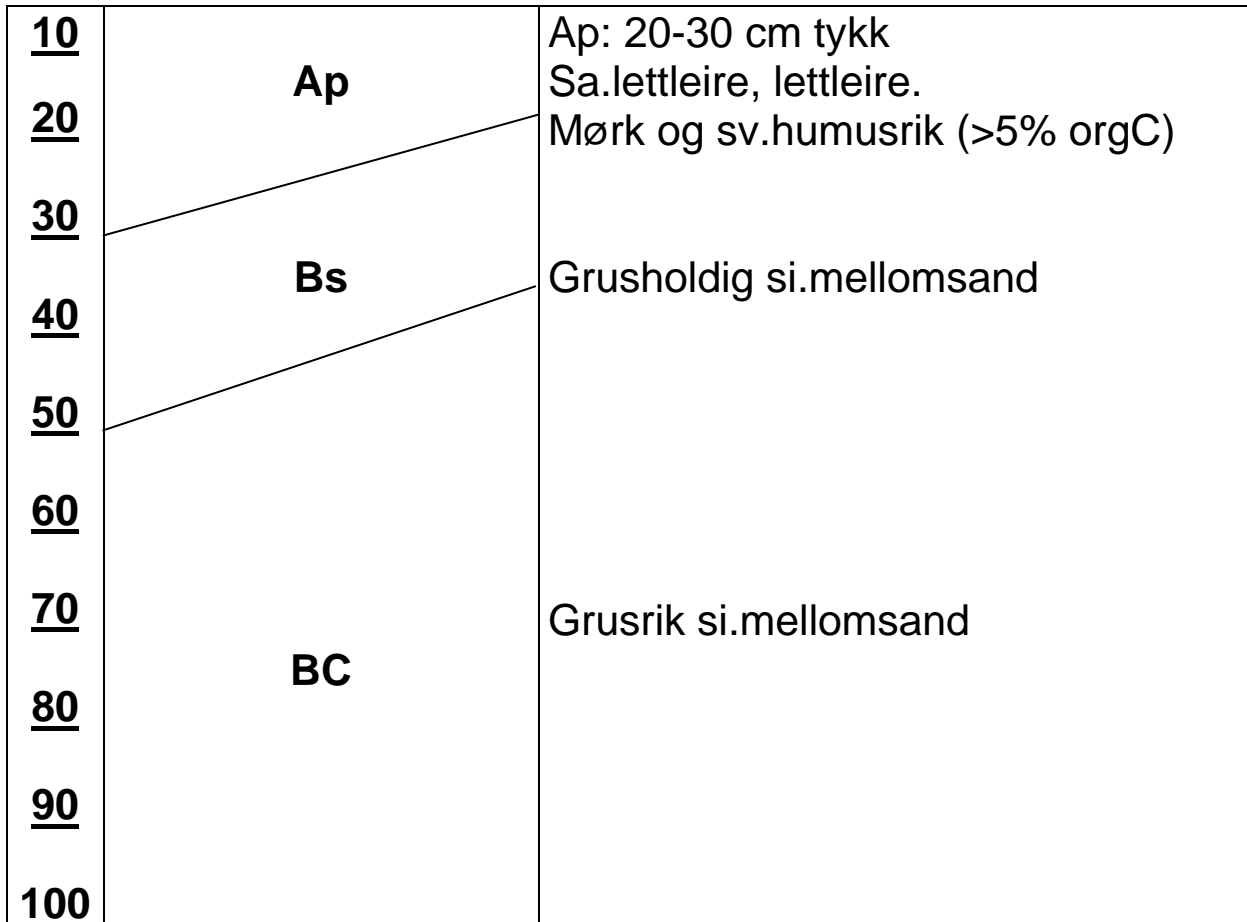 10
Ap: 20-30 cm tykk
Ap
Sa.lettleire, lettleire.
20
Mørk og sv.humusrik (>5% orgC)
30
Bs
Grusholdig si.mellomsand
40
50
60
70
Grusrik si.mellomsand
BC
80
90
100